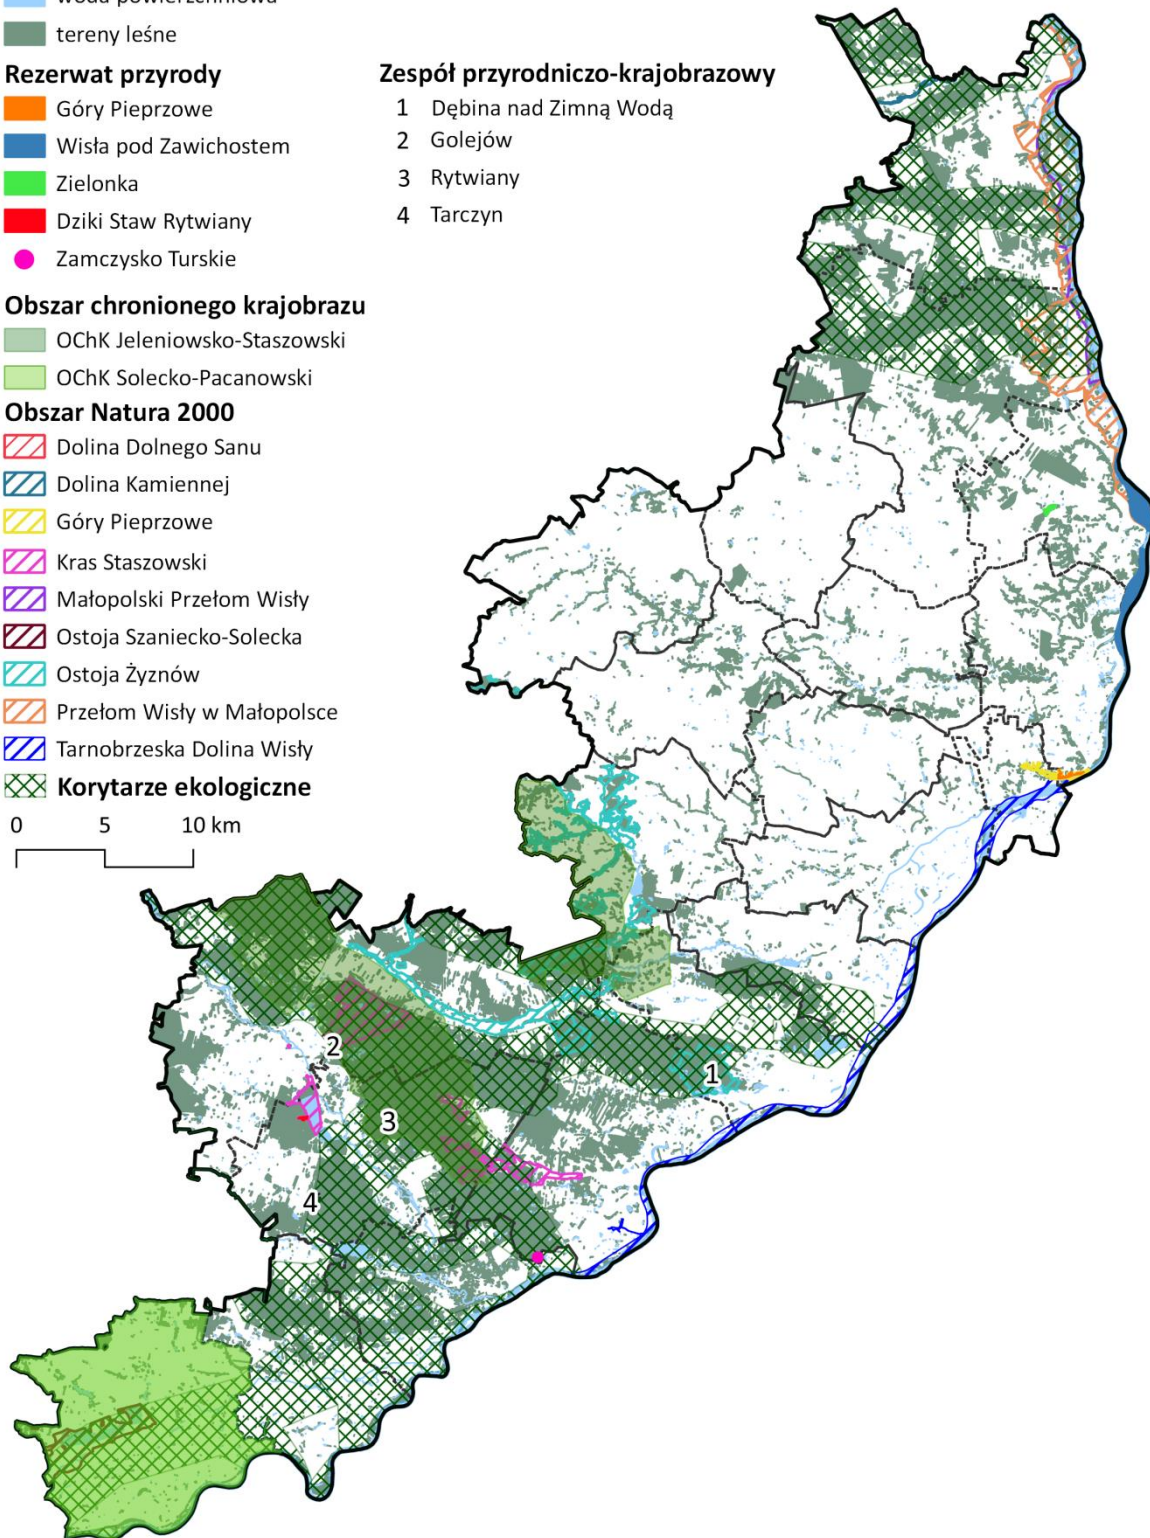 woda powierzchniowa
tereny leśne
Rezerwat przyrody
Góry Pieprzowe
Wisła pod Zawichostem
Zielonka
Dziki Staw Rytwiany
Zamczysko Turskie
Obszar chronionego krajobrazu
OChK Jeleniowsko-Staszowski
OChK Solecko-Pacanowski
Obszar Natura 2000
Dolina Dolnego Sanu
Dolina Kamiennej
Góry Pieprzowe
Kras Staszowski
Małopolski Przełom Wisły
Ostoja Szaniecko-Solecka
Ostoja Żyznów
Przełom Wisły w Małopolsce
Tarnobrzeska Dolina Wisły
Korytarze ekologiczne
0 5 10 km
Zespół przyrodniczo-krajobrazowy
1 Dębina nad Zimną Wodą
2 Golejów
3 Rytwiany
4 Tarczyn
2
1
3
4